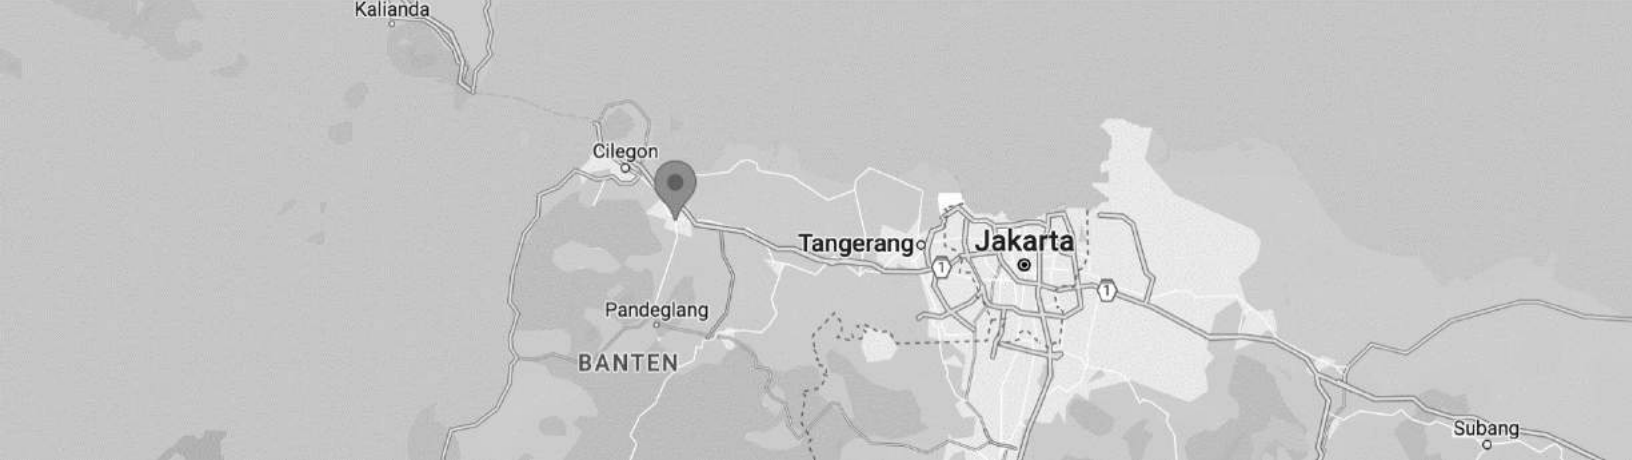 Kalianda
Cilegon
Tangerang
Jakarta
1
1
Pandeglang
BANTEN
Subang